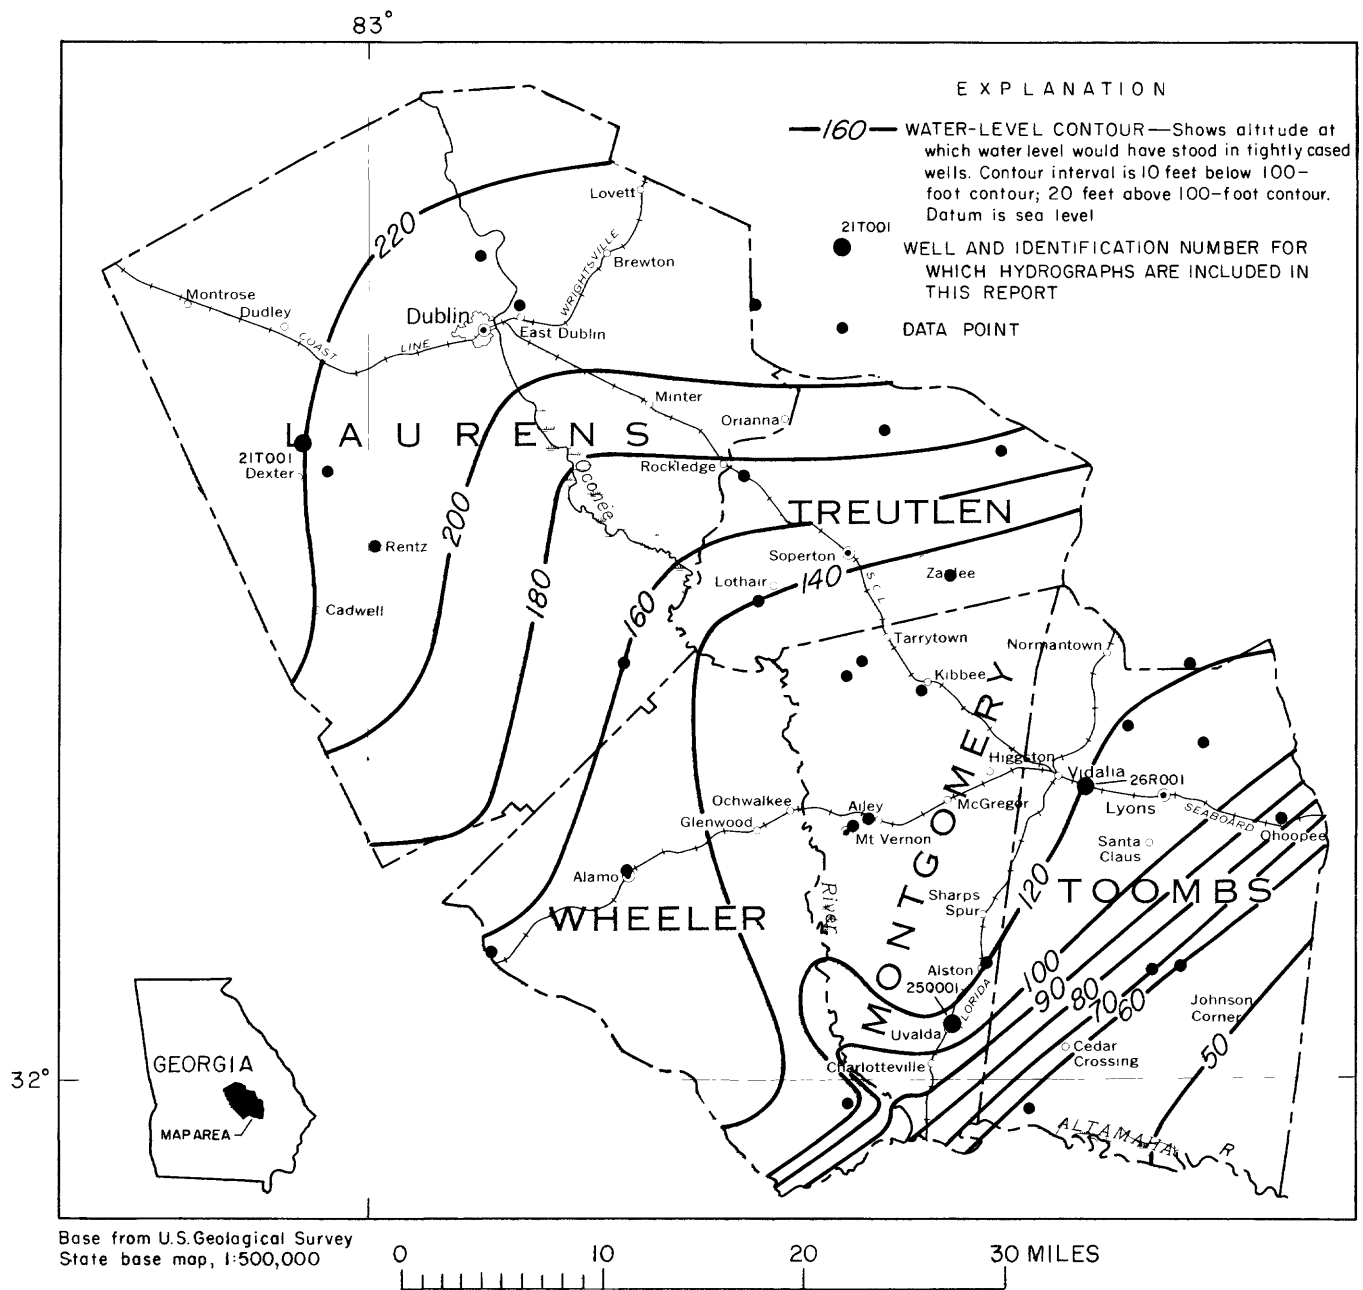 83°
EXPLANATION
160 WATER-LEVEL CONTOUR—Shows altitude at
which water level would have stood in tightly cased
wells. Contour interval is 10 feet below 100-
foot contour; 20 feet above 100-foot contour.
Datum is sea level
21T001
WELL AND IDENTIFICATION NUMBER FOR
WHICH HYDROGRAPHS ARE INCLUDED IN
THIS REPORT
DATA POINT
Lovett
220
WRIGHTSVILLE
Brewton
Montrose
Dudley
Dublin
East Dublin
COAST
LINE
Minter
Orianna
LAURENS
21T001
Dexter
Rockledge
Oconee
200
TREUTLEN
Rentz
Soperton
Lothair
140
S C L
Zaidee
180
160
Cadwell
Tarrytown
Normantown
Kibbee
MONTGOMERY
Higgston
Vidalia
26R001
Ochwalkee
Ailey
McGregor
Lyons
SEABOARD
Glenwood
Mt Vernon
Santa
Claus
Ohoopee
Alamo
120
TOOMBS
WHEELER
River
Sharps
Spur
Alston
250001
100
90
80
70
60
FLORIDA
Johnson
Corner
Uvalda
Cedar
Crossing
50
Charlotteville
32°
ALTAMAHA R
GEORGIA
MAP AREA
Base from U.S. Geological Survey
State base map, 1:500,000
0 10 20 30 MILES